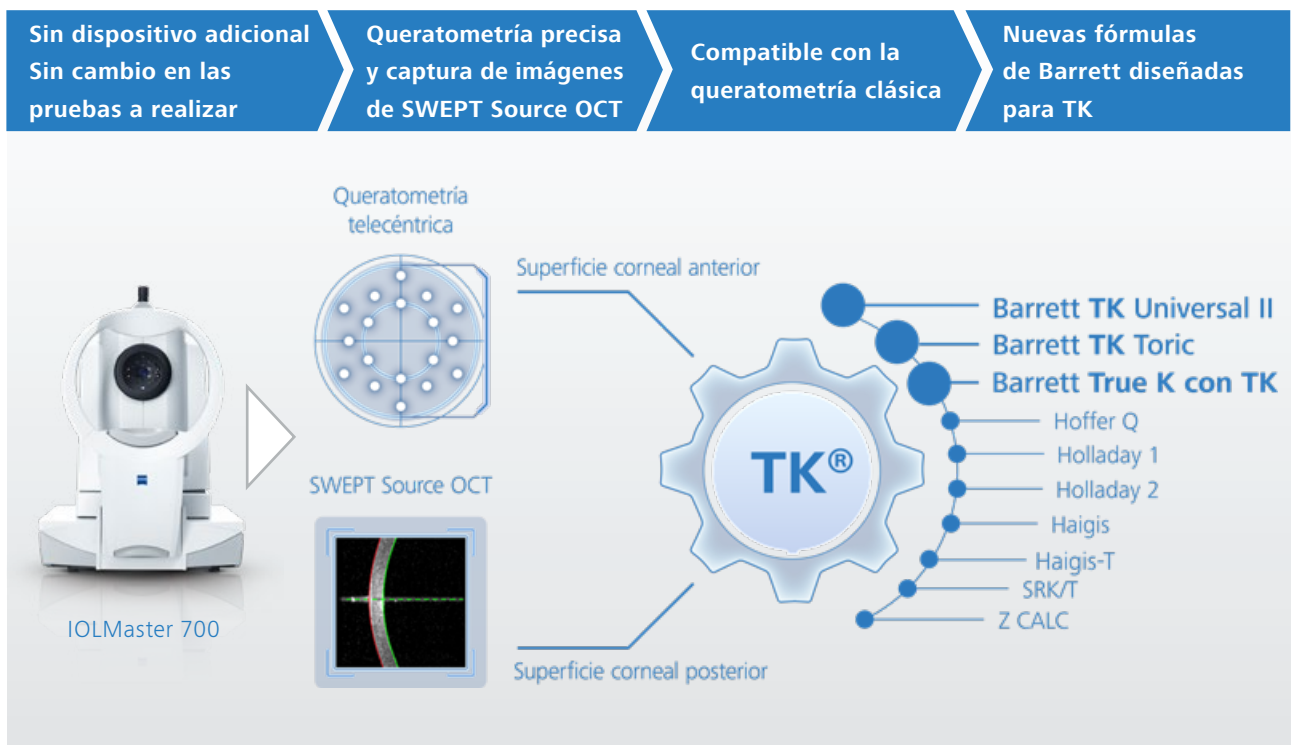 Sin dispositivo adicional
Sin cambio en las
pruebas a realizar
Queratometría precisa
y captura de imágenes
de SWEPT Source OCT
Compatible con la
queratometría clásica
Nuevas fórmulas
de Barrett diseñadas
para TK
Queratometría
telecéntrica
Superficie corneal anterior
Barrett TK Universal II
Barrett TK Toric
Barrett True K con TK
Hoffer Q
Holladay 1
Holladay 2
Haigis
Haigis-T
SRK/T
Z CALC
TK®
SWEPT Source OCT
IOLMaster 700
Superficie corneal posterior